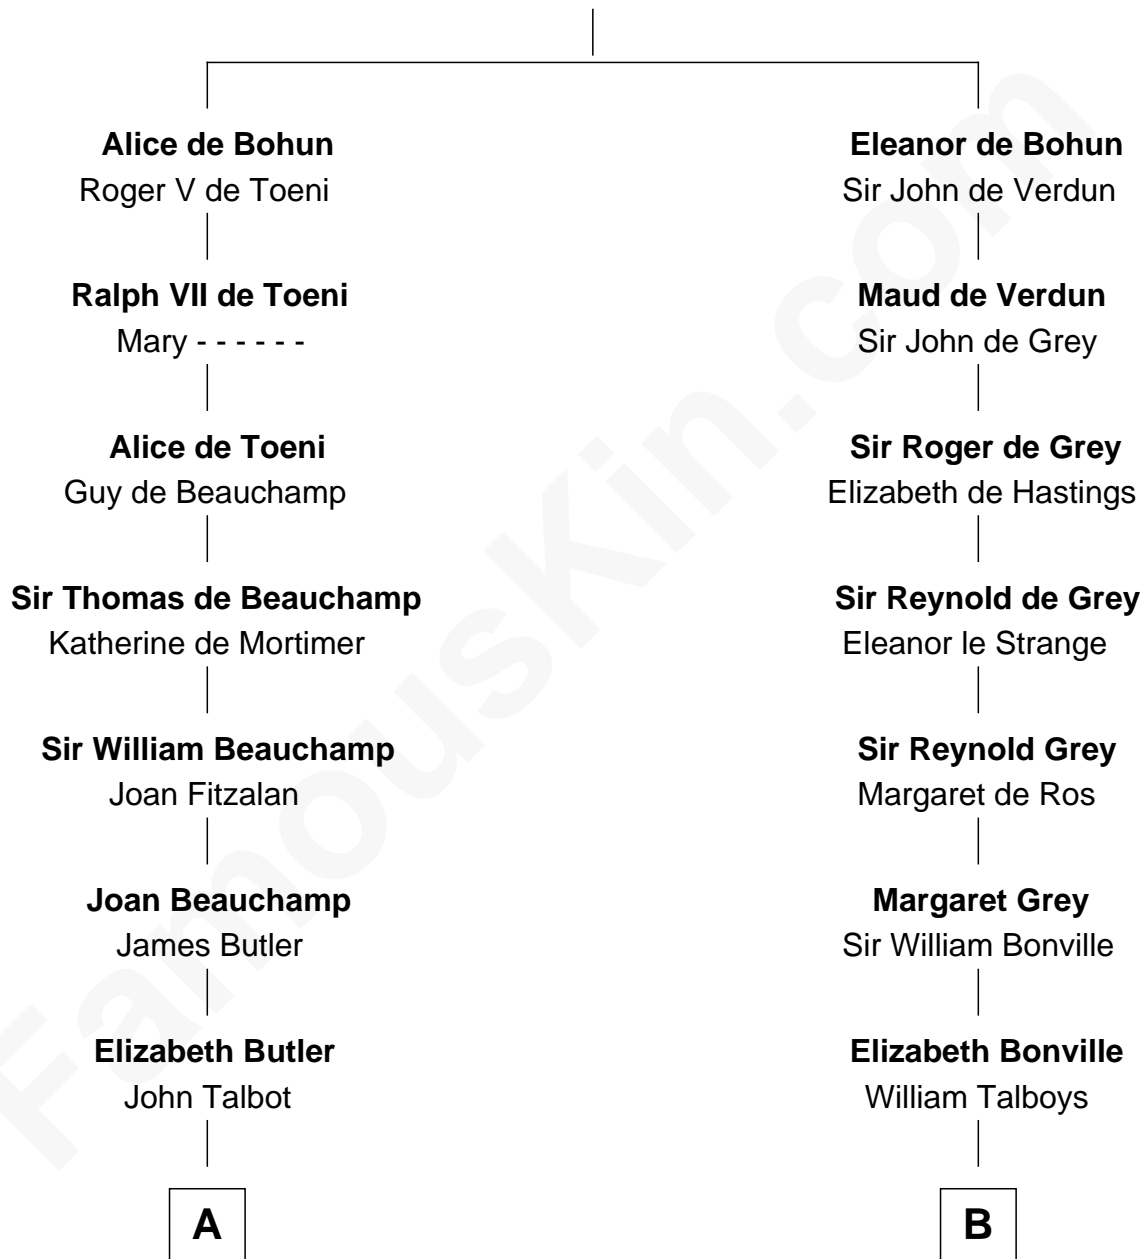 Alice de Bohun
Roger V de Toeni
Ralph VII de Toeni
Mary - - - - - -
Alice de Toeni
Guy de Beauchamp
Sir Thomas de Beauchamp
Katherine de Mortimer
Sir William Beauchamp
Joan Fitzalan
Joan Beauchamp
James Butler
Elizabeth Butler
John Talbot
A
Eleanor de Bohun
Sir John de Verdun
Maud de Verdun
Sir John de Grey
Sir Roger de Grey
Elizabeth de Hastings
Sir Reynold de Grey
Eleanor le Strange
Sir Reynold Grey
Margaret de Ros
Margaret Grey
Sir William Bonville
Elizabeth Bonville
William Talboys
B
FamousKin.com